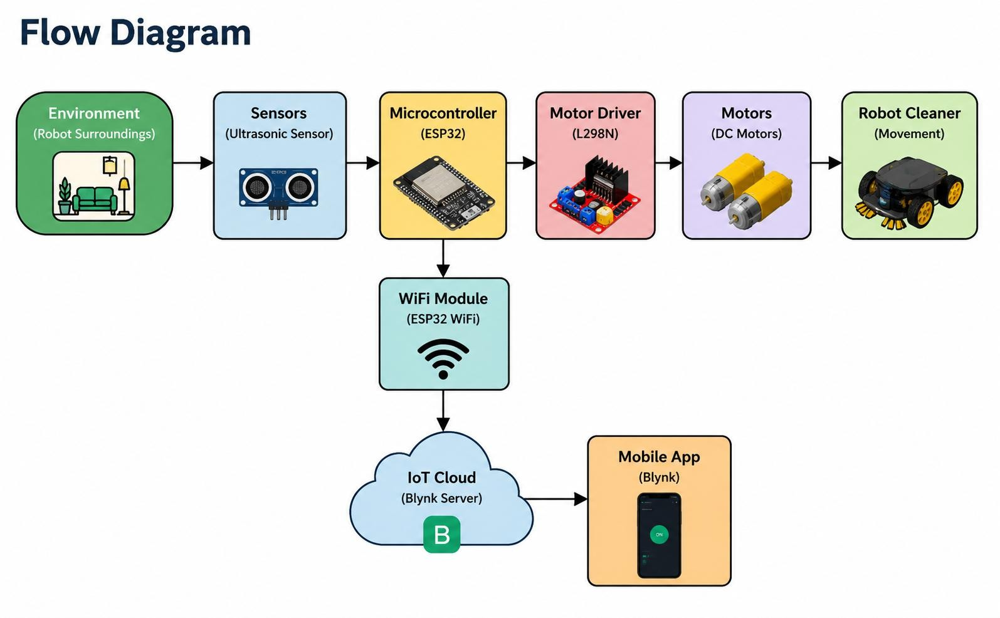 Flow Diagram
Environment
(Robot Surroundings)
Sensors
(Ultrasonic Sensor)
Microcontroller
(ESP32)
Motor Driver
(L298N)
Motors
(DC Motors)
Robot Cleaner
(Movement)
WiFi Module
(ESP32 WiFi)
IoT Cloud
(Blynk Server)
B
Mobile App
(Blynk)
ON